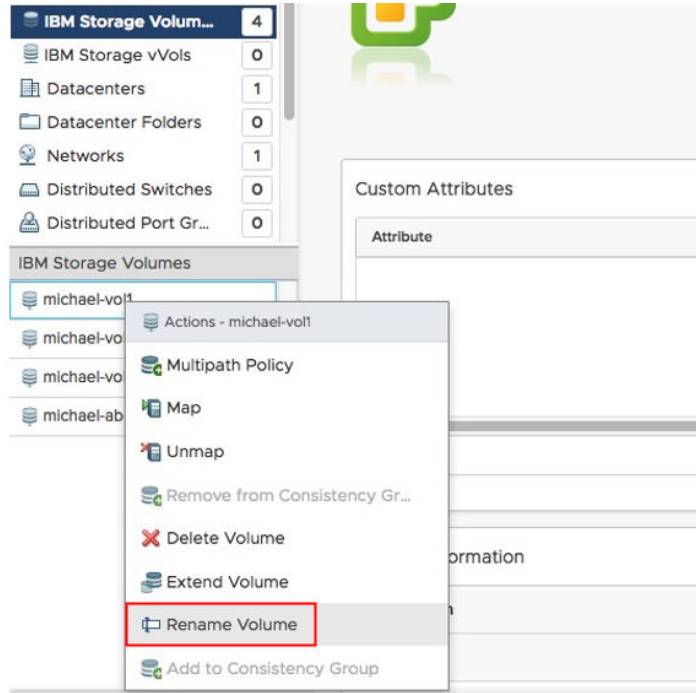 IBM Storage Volum... 4
IBM Storage vVols 0
Datacenters 1
Datacenter Folders 0
Networks 1
Distributed Switches 0
Distributed Port Gr... 0
IBM Storage Volumes
michael-vol1
michael-vo
michael-vo
michael-ab
Actions - michael-vol1
Multipath Policy
Map
Unmap
Remove from Consistency Gr...
Delete Volume
Extend Volume
Rename Volume
Add to Consistency Group
Custom Attributes
Attribute
ormation